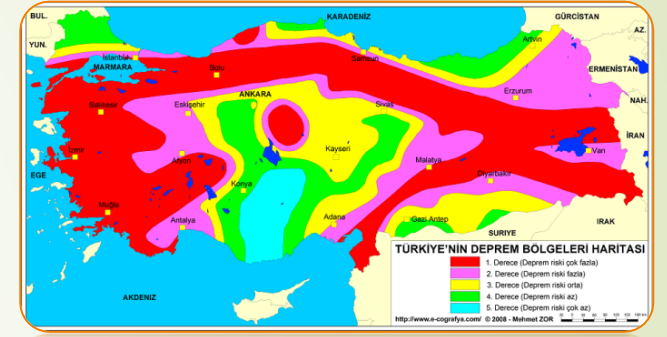 BUL.
KARADENİZ
GÜRCİSTAN
YUN.
Artvin
AZ.
İstanbul
MARMARA
Bolu
Samsun
ERMENİSTAN
ANKARA
Erzurum
NAH.
Balıkesir
Eskişehir
Sivas
İRAN
İzmir
Kayseri
Van
Afyon
Malatya
EGE
Diyarbakır
Konya
Muğla
Antalya
Adana
Gazi Antep
IRAK
SURIYE
TÜRKİYE'NİN DEPREM BÖLGELERİ HARİTASI
1. Derece (Deprem riski çok fazla)
2. Derece (Deprem riski fazla)
3. Derece (Deprem riski orta)
AKDENIZ
4. Derece (Deprem riski az)
5. Derece (Deprem riski çok az)
http://www.e-cografya.com/ © 2008 - Mehmet ZOR